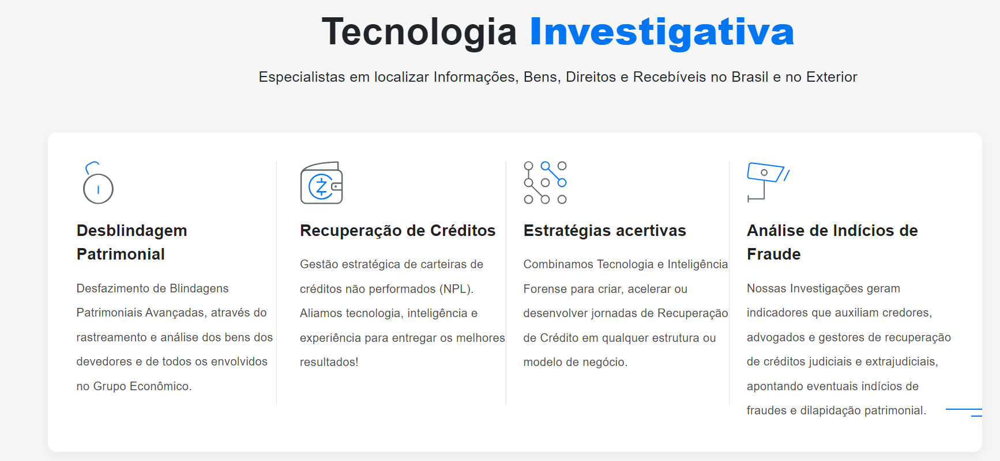 Tecnologia Investigativa
Especialistas em localizar Informações, Bens, Direitos e Recebíveis no Brasil e no Exterior
Desblindagem
Patrimonial
Desfazimento de Blindagens
Patrimoniais Avançadas, através do
rastreamento e análise dos bens dos
devedores e de todos os envolvidos
no Grupo Econômico.
Recuperação de Créditos
Gestão estratégica de carteiras de
créditos não performados (NPL).
Aliamos tecnologia, inteligência e
experiência para entregar os melhores
resultados!
Estratégias acertivas
Combinamos Tecnologia e Inteligência
Forense para criar, acelerar ou
desenvolver jornadas de Recuperação
de Crédito em qualquer estrutura ou
modelo de negócio.
Análise de Indícios de
Fraude
Nossas Investigações geram
indicadores que auxiliam credores,
advogados e gestores de recuperação
de créditos judiciais e extrajudiciais,
apontando eventuais indícios de
fraudes e dilapidação patrimonial.